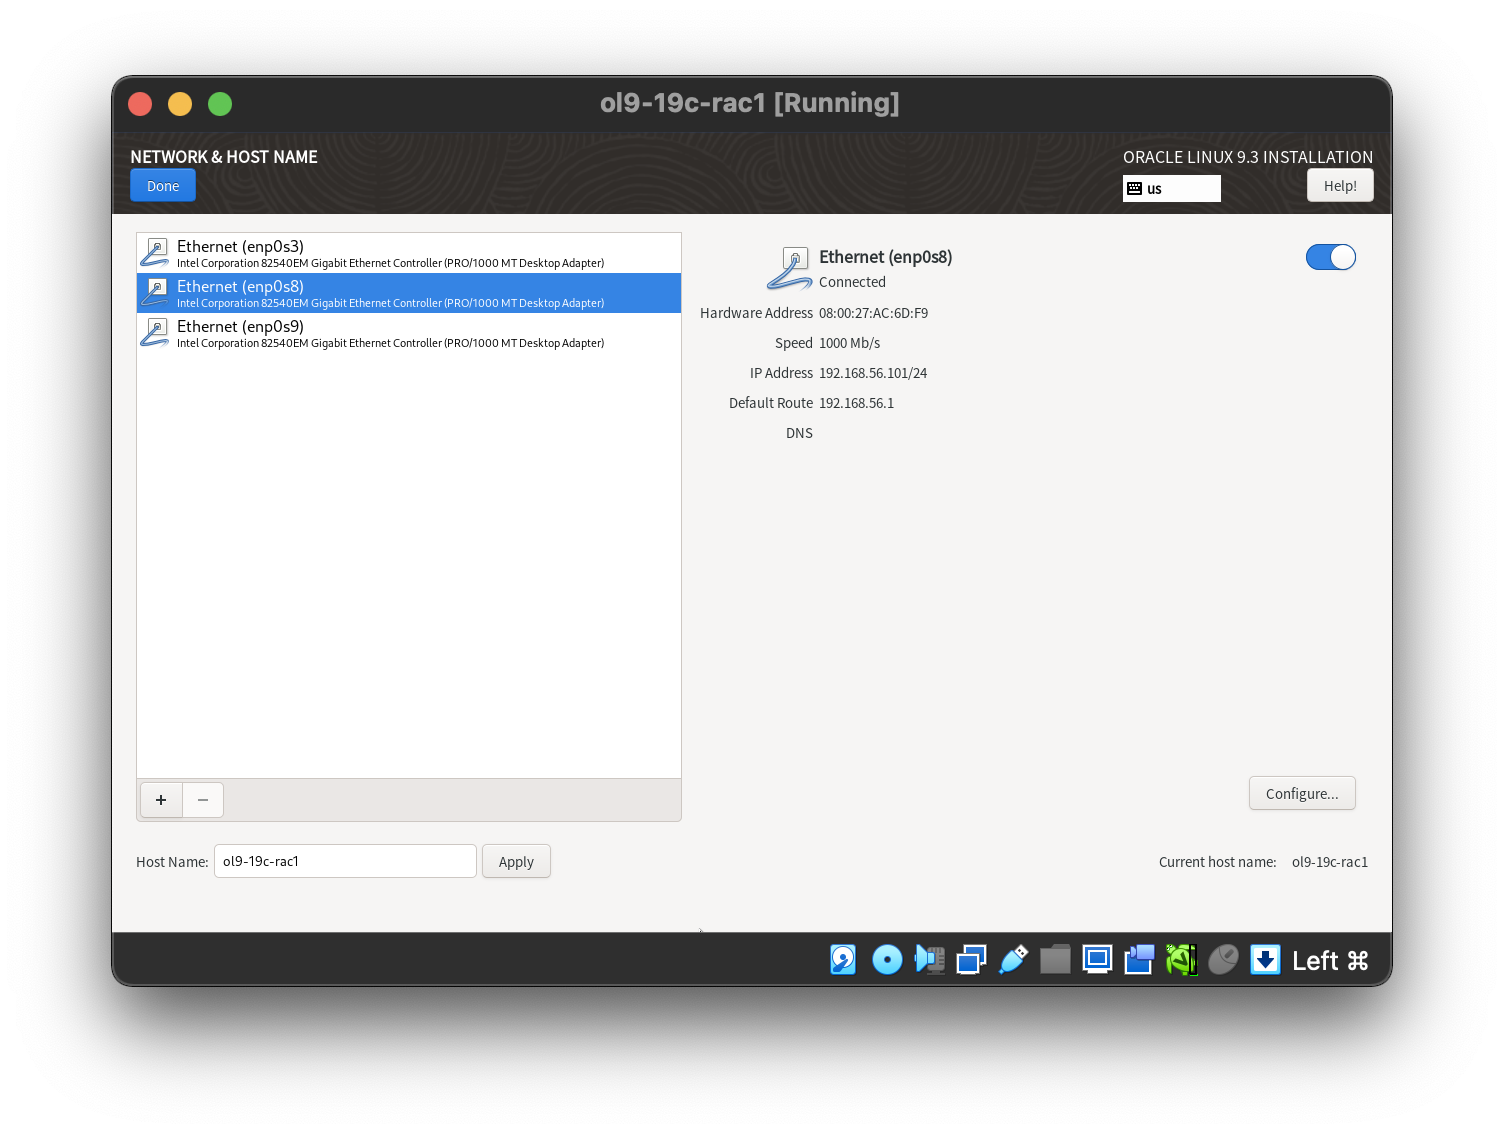 ol9-19c-rac1 [Running]
NETWORK & HOST NAME
ORACLE LINUX 9.3 INSTALLATION
Done
us
Help!
Ethernet (enp0s3)
Intel Corporation 82540EM Gigabit Ethernet Controller (PRO/1000 MT Desktop Adapter)
Ethernet (enp0s8)
Intel Corporation 82540EM Gigabit Ethernet Controller (PRO/1000 MT Desktop Adapter)
Ethernet (enp0s9)
Intel Corporation 82540EM Gigabit Ethernet Controller (PRO/1000 MT Desktop Adapter)
Ethernet (enp0s8)
Connected
Hardware Address 08:00:27:AC:6D:F9
Speed 1000 Mb/s
IP Address 192.168.56.101/24
Default Route 192.168.56.1
DNS
+ −
Configure...
Host Name: ol9-19c-rac1 Apply
Current host name: ol9-19c-rac1
Left ⌘